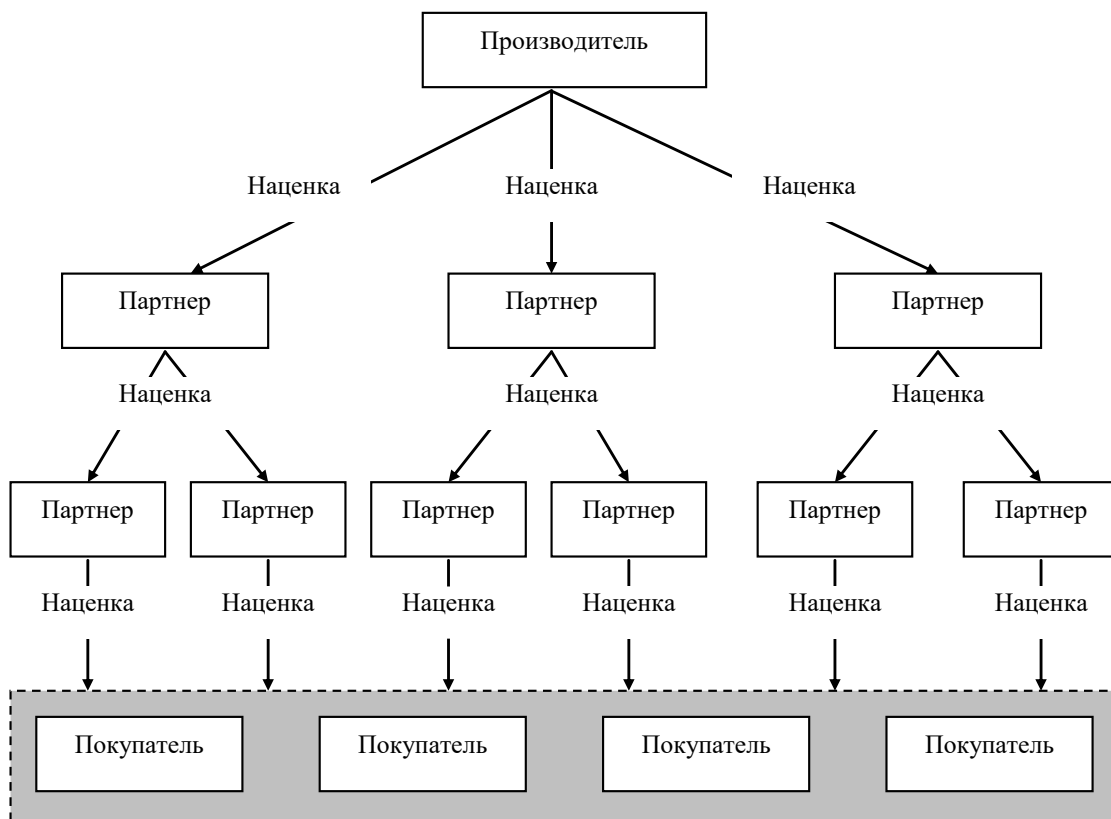 Производитель
Наценка Наценка Наценка
Партнер Партнер Партнер
Наценка Наценка Наценка
Партнер Партнер Партнер Партнер Партнер Партнер
Наценка Наценка Наценка Наценка Наценка Наценка
Покупатель Покупатель Покупатель Покупатель